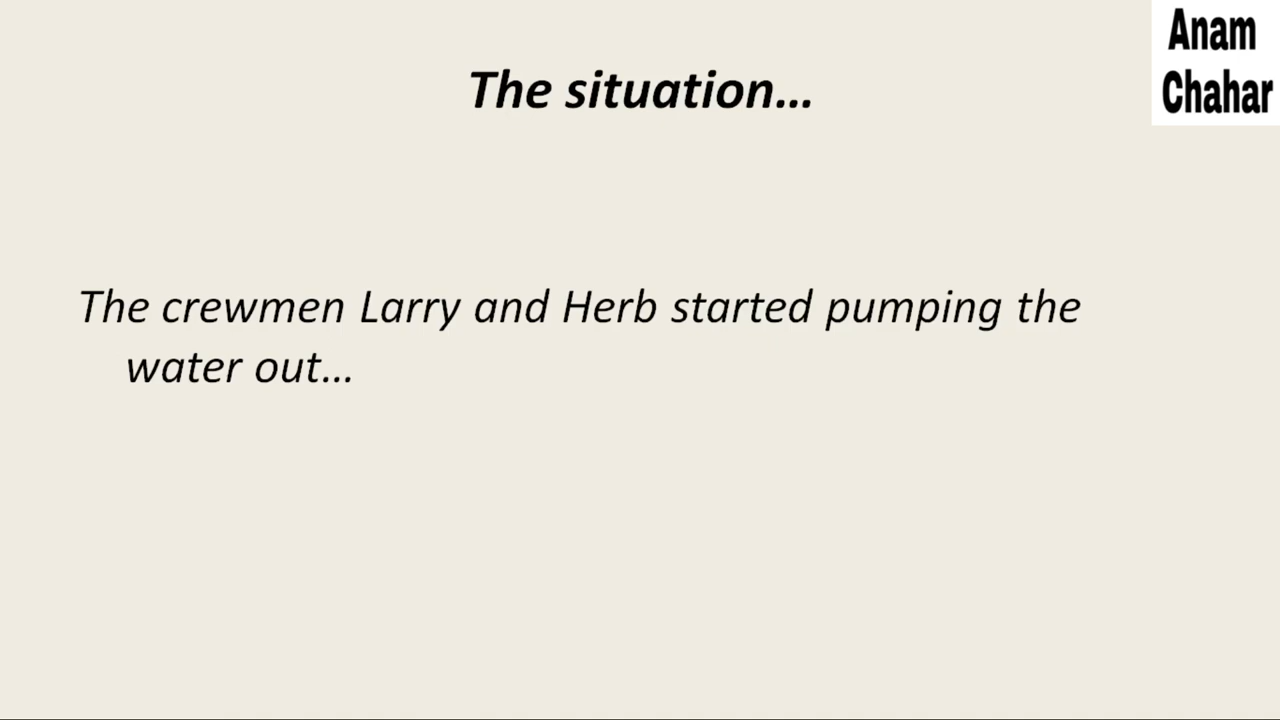 Anam
Chahar
The situation...
The crewmen Larry and Herb started pumping the
water out...